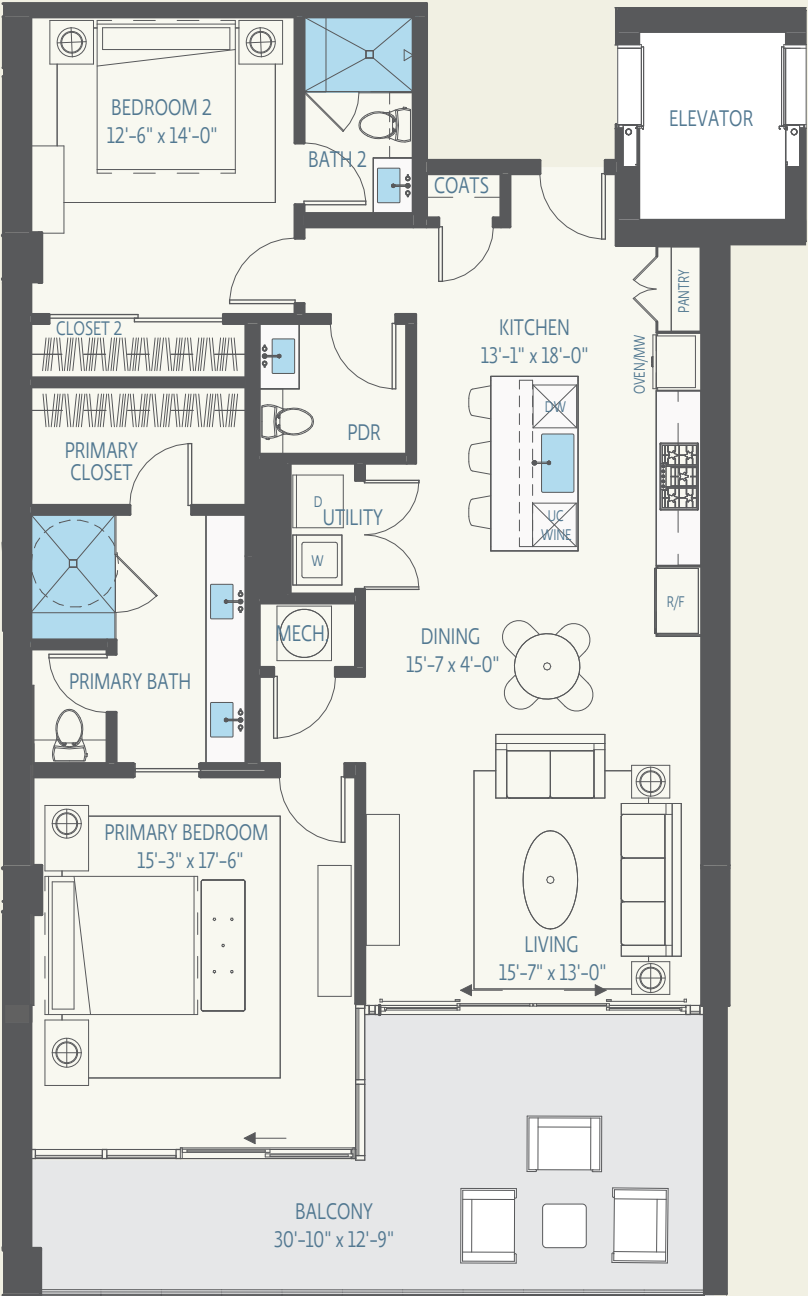 BEDROOM 2
12'-6" x 14'-0"
BATH 2
ELEVATOR
COATS
PANTRY
CLOSET 2
KITCHEN
13'-1" x 18'-0"
OVEN/MW
PRIMARY
CLOSET
PDR
DW
D
UTILITY
W
UC
WINE
R/F
MECH.
DINING
15'-7 x 4'-0"
PRIMARY BATH
PRIMARY BEDROOM
15'-3" x 17'-6"
LIVING
15'-7" x 13'-0"
BALCONY
30'-10" x 12'-9"